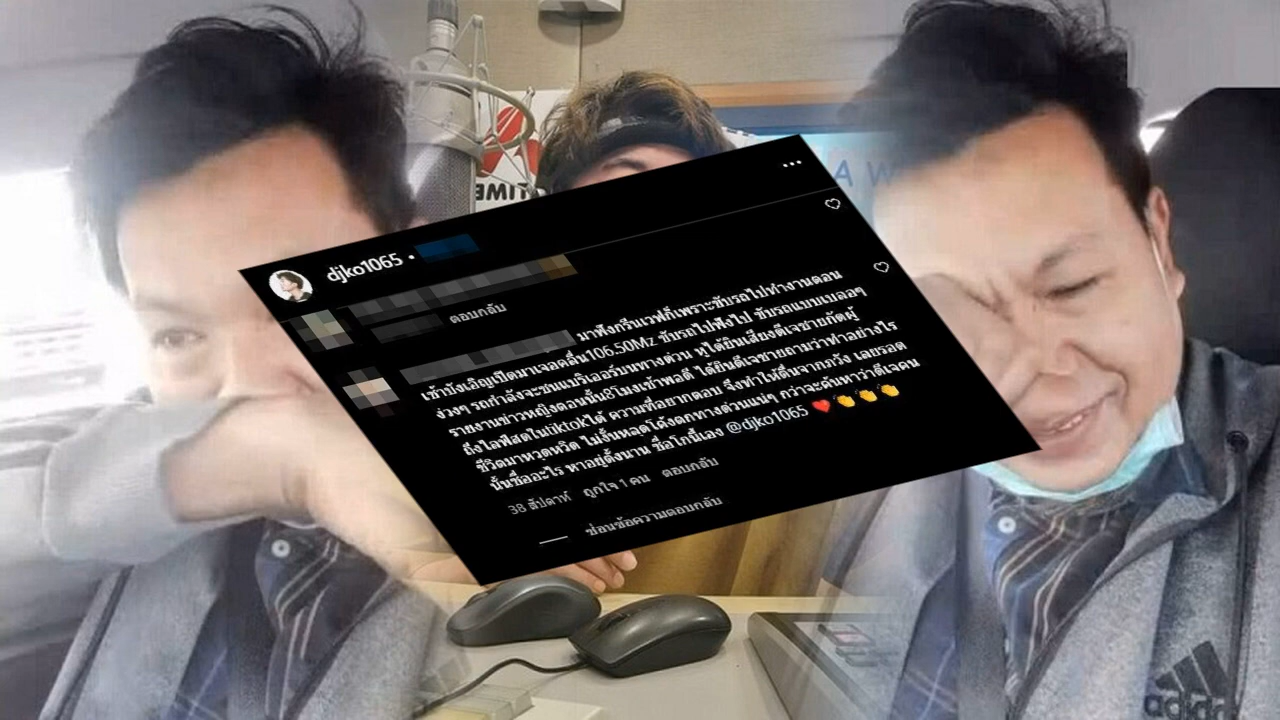 djko1065 •
ตอบกลับ
มาฟังกรีนเวฟก็เพราะขับรถไปทำงานตอน
เช้าบังเอิญเปิดมาเจอคลื่น106.50Mz ขับรถไปฟังไป ขับรถแบบเบลอๆ
ง่วงๆ รถกำลังจะชนแบริเออร์บนทางด่วน หูได้ยินเสียงดีเจชายกัดผู้
รายงานข่าวหญิงตอนขึ้น8โมงเช้าพอดี ได้ยินดีเจชายถามว่าทำอย่างไร
ถึงไลฟ์สดในtiktokได้ ความที่อยากตอบ จึงทำให้ตื่นจากภวัง เลยรอด
ชีวิตมาหวดหวิด ไม่งั้นหลุดโค้งตกทางด่วนแน่ๆ กว่าจะค้นหาว่าดีเจคน
นั้นชื่ออะไร หาอยู่ตั้งนาน ชื่อโกนี้เอง @djko1065 ❤️👏👏👏
38 สัปดาห์ ถูกใจ 1 คน ตอบกลับ
ซ่อนข้อความตอบกลับ
TIME
A W
adidas